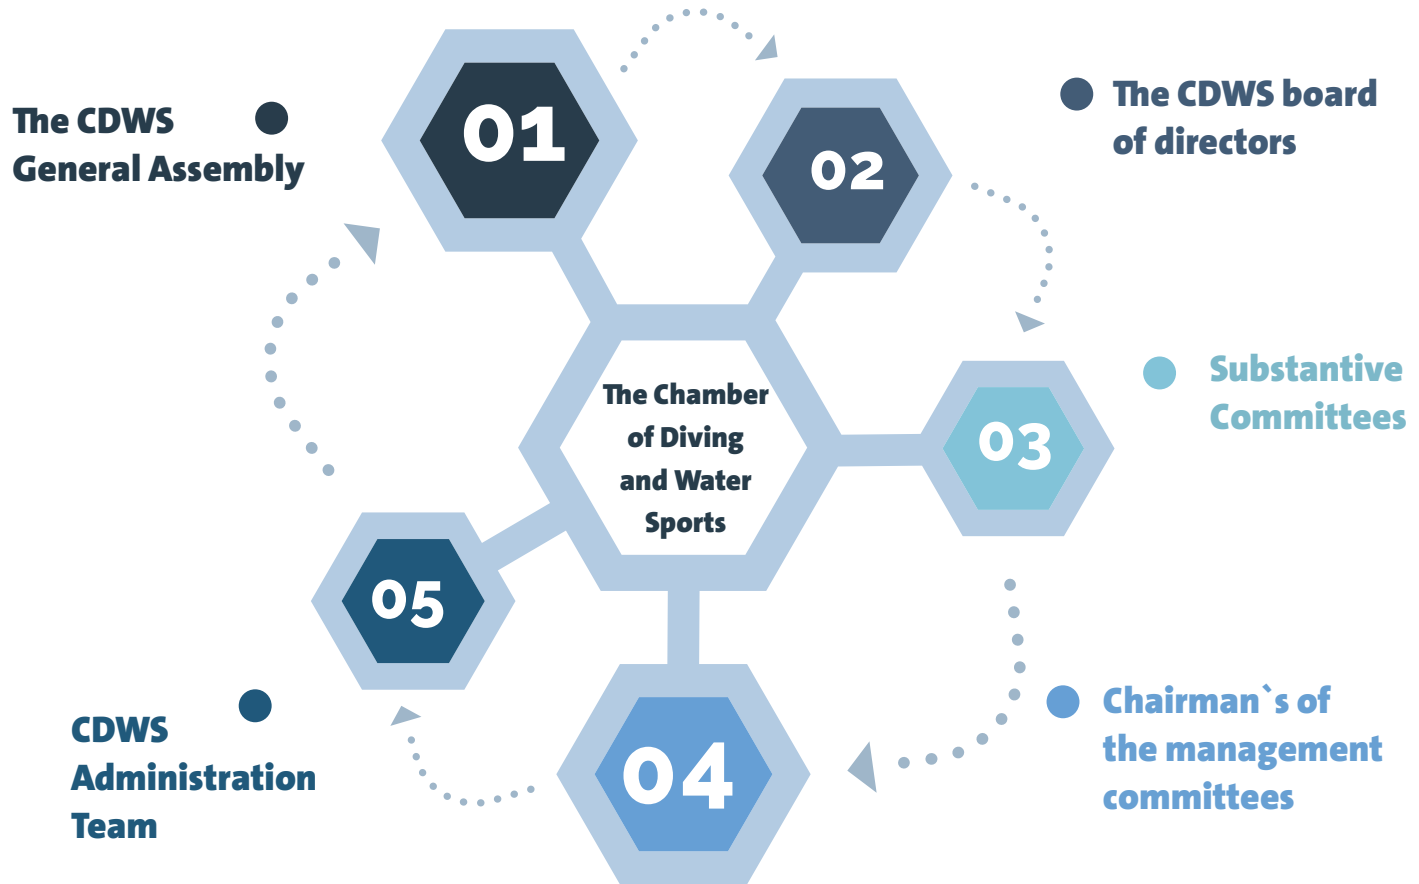 01
The CDWS
General Assembly
02
The CDWS board
of directors
03
Substantive
Committees
The Chamber
of Diving
and Water
Sports
04
Chairman`s of
the management
committees
05
CDWS
Administration
Team